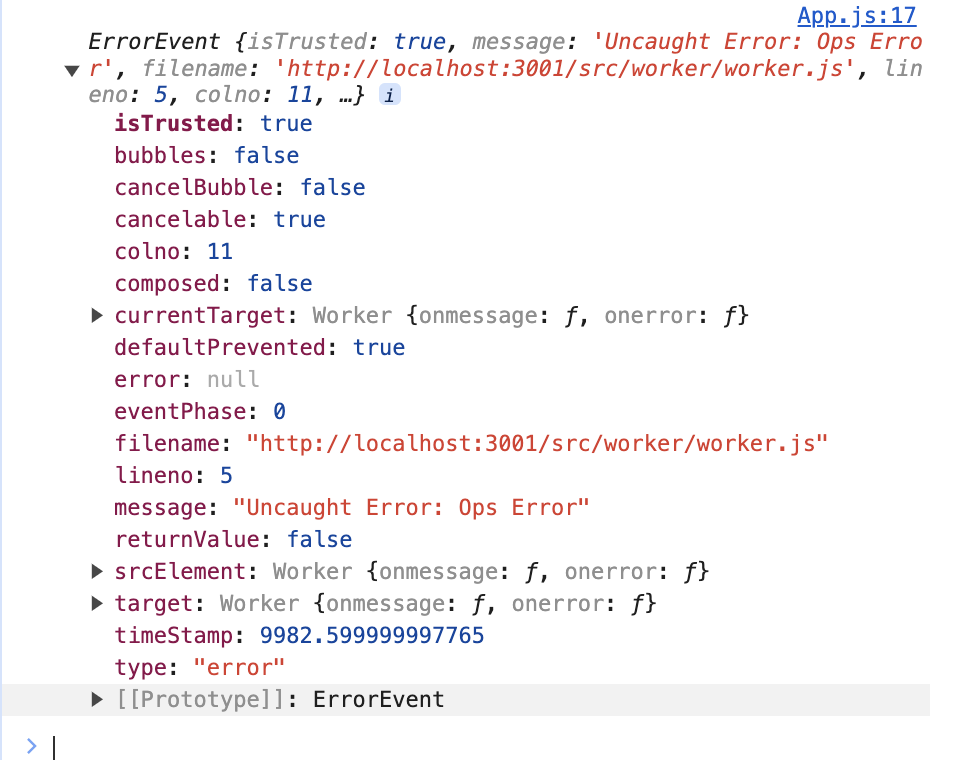 App.js:17
ErrorEvent {isTrusted: true, message: 'Uncaught Error: Ops Erro
r', filename: 'http://localhost:3001/src/worker/worker.js', lin
eno: 5, colno: 11, …} i
isTrusted: true
bubbles: false
cancelBubble: false
cancelable: true
colno: 11
composed: false
currentTarget: Worker {onmessage: ƒ, onerror: ƒ}
defaultPrevented: true
error: null
eventPhase: 0
filename: "http://localhost:3001/src/worker/worker.js"
lineno: 5
message: "Uncaught Error: Ops Error"
returnValue: false
srcElement: Worker {onmessage: ƒ, onerror: ƒ}
target: Worker {onmessage: ƒ, onerror: ƒ}
timeStamp: 9982.599999997765
type: "error"
[[Prototype]]: ErrorEvent